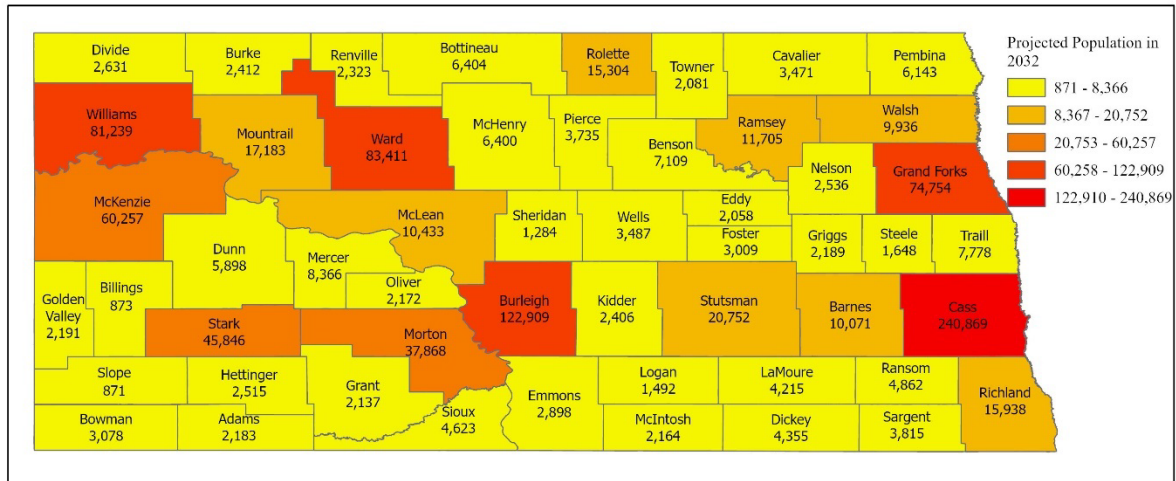 Divide
2,631
Burke
2,412
Renville
2,323
Bottineau
6,404
Rolette
15,304
Towner
2,081
Cavalier
3,471
Pembina
6,143
Williams
81,239
Mountrail
17,183
Ward
83,411
McHenry
6,400
Pierce
3,735
Benson
7,109
Ramsey
11,705
Walsh
9,936
Nelson
2,536
Grand Forks
74,754
McKenzie
60,257
Dunn
5,898
Mercer
8,366
McLean
10,433
Sheridan
1,284
Wells
3,487
Eddy
2,058
Foster
3,009
Griggs
2,189
Steele
1,648
Traill
7,778
Golden
Valley
2,191
Billings
873
Oliver
2,172
Stark
45,846
Morton
37,868
Burleigh
122,909
Kidder
2,406
Stutsman
20,752
Barnes
10,071
Cass
240,869
Slope
871
Hettinger
2,515
Grant
2,137
Sioux
4,623
Emmons
2,898
Logan
1,492
LaMoure
4,215
Ransom
4,862
Richland
15,938
Bowman
3,078
Adams
2,183
McIntosh
2,164
Dickey
4,355
Sargent
3,815
Projected Population in
2032
871 - 8,366
8,367 - 20,752
20,753 - 60,257
60,258 - 122,909
122,910 - 240,869